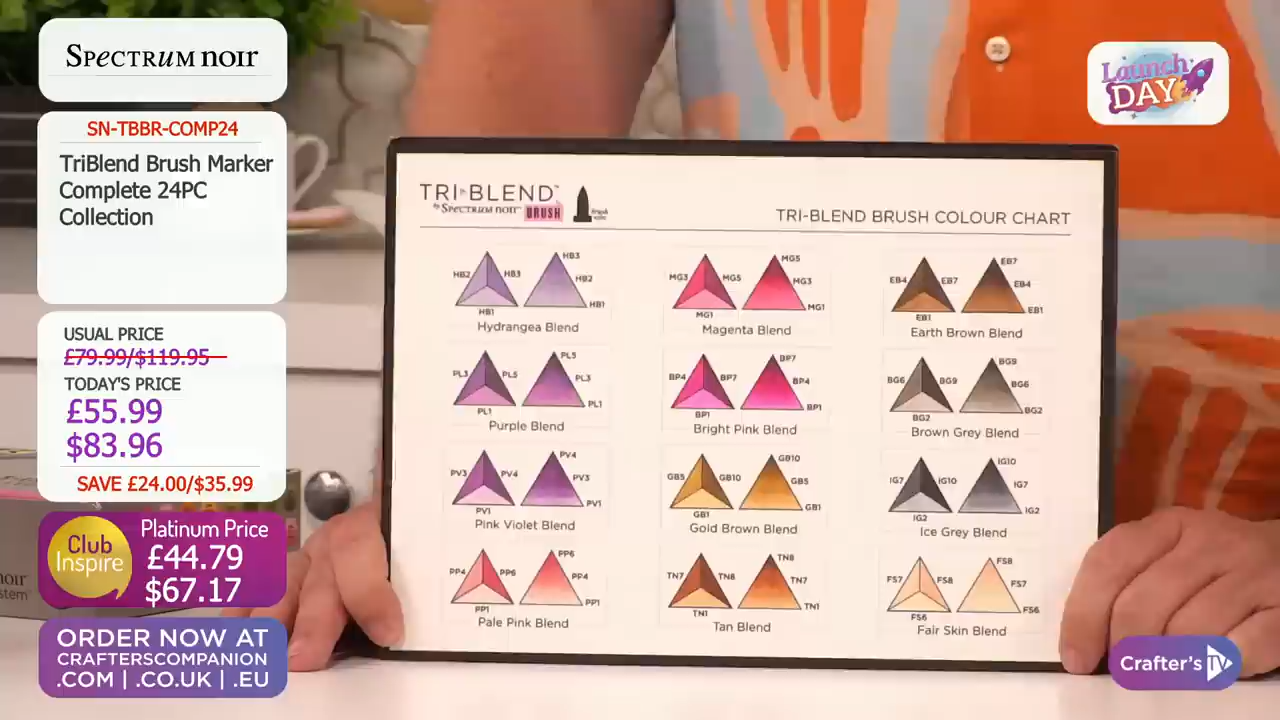 Spectrum noir
SN-TBBR-COMP24
TriBlend Brush Marker
Complete 24PC
Collection
USUAL PRICE
£79.99/$119.95
TODAY'S PRICE
£55.99
$83.96
SAVE £24.00/$35.99
Club
Inspire
Platinum Price
£44.79
$67.17
ORDER NOW AT
CRAFTERSCOMPANION
.COM | .CO.UK | .EU
Launch
DAY
TRI-BLEND™
by Spectrum noir™ BRUSH
TRI-BLEND BRUSH COLOUR CHART
HB2 HB3 HB1 HB3 HB2 HB1
Hydrangea Blend
MG3 MG5 MG1 MG5 MG3 MG1
Magenta Blend
EB4 EB7 EB1 EB7 EB4 EB1
Earth Brown Blend
PL3 PL5 PL1 PL5 PL3 PL1
Purple Blend
BP4 BP7 BP1 BP7 BP4 BP1
Bright Pink Blend
BG6 BG9 BG2 BG9 BG6 BG2
Brown Grey Blend
PV3 PV4 PV1 PV4 PV3 PV1
Pink Violet Blend
GB5 GB10 GB1 GB10 GB5 GB1
Gold Brown Blend
IG7 IG10 IG2 IG10 IG7 IG2
Ice Grey Blend
PP4 PP6 PP1 PP6 PP4 PP1
Pale Pink Blend
TN7 TN8 TN1 TN8 TN7 TN1
Tan Blend
FS7 FS8 FS6 FS8 FS7 FS6
Fair Skin Blend
noir
Crafter's TV